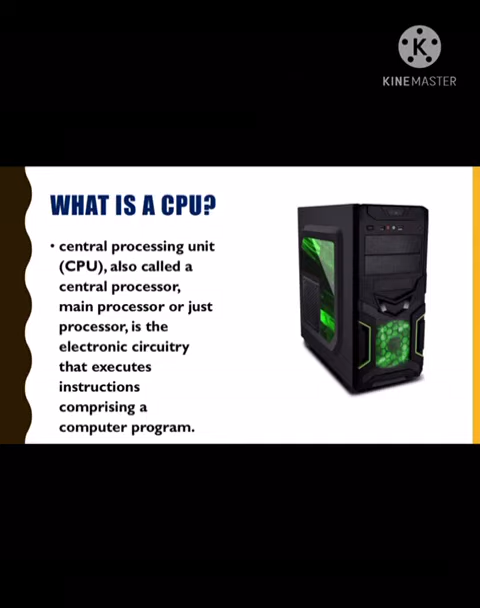 KINEMASTER
WHAT IS A CPU?
• central processing unit
(CPU), also called a
central processor,
main processor or just
processor, is the
electronic circuitry
that executes
instructions
comprising a
computer program.